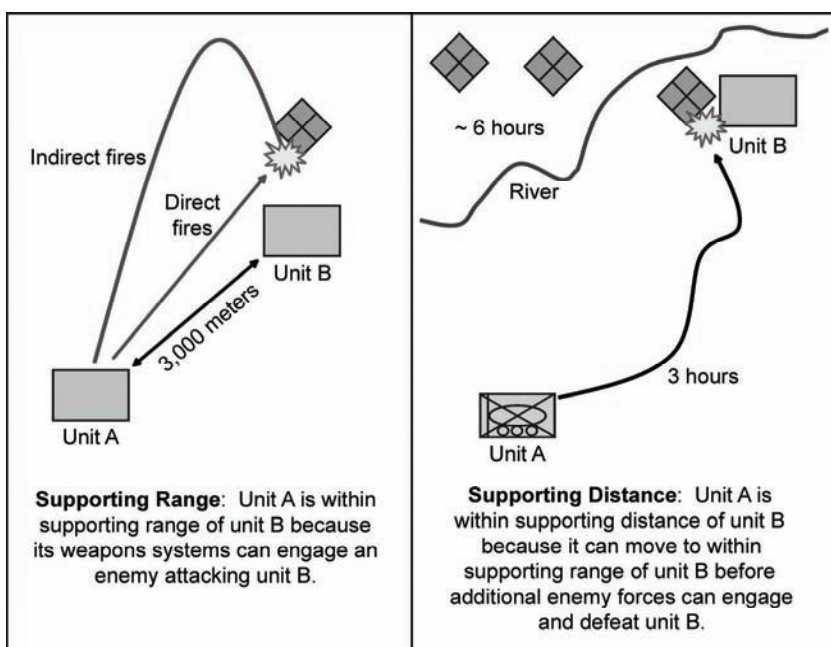 Indirect fires
Direct
fires
Unit B
3,000 meters
Unit A
Supporting Range: Unit A is within
supporting range of unit B because
its weapons systems can engage an
enemy attacking unit B.
~ 6 hours
Unit B
River
3 hours
Unit A
Supporting Distance: Unit A is
within supporting distance of unit B
because it can move to within
supporting range of unit B before
additional enemy forces can engage
and defeat unit B.